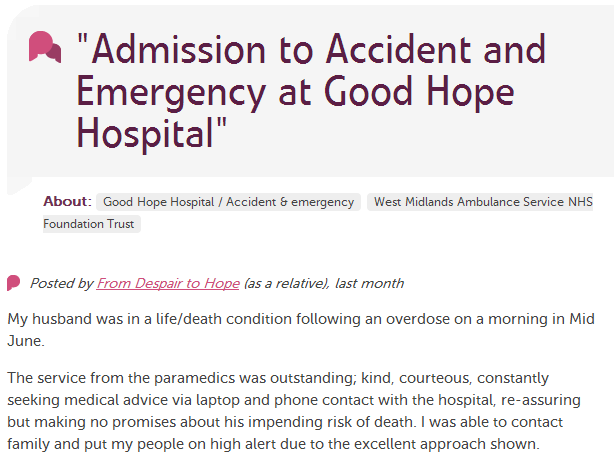 "Admission to Accident and
Emergency at Good Hope
Hospital"
About: Good Hope Hospital / Accident & emergency West Midlands Ambulance Service NHS
Foundation Trust
Posted by From Despair to Hope (as a relative), last month
My husband was in a life/death condition following an overdose on a morning in Mid
June.
The service from the paramedics was outstanding; kind, courteous, constantly
seeking medical advice via laptop and phone contact with the hospital, re-assuring
but making no promises about his impending risk of death. I was able to contact
family and put my people on high alert due to the excellent approach shown.